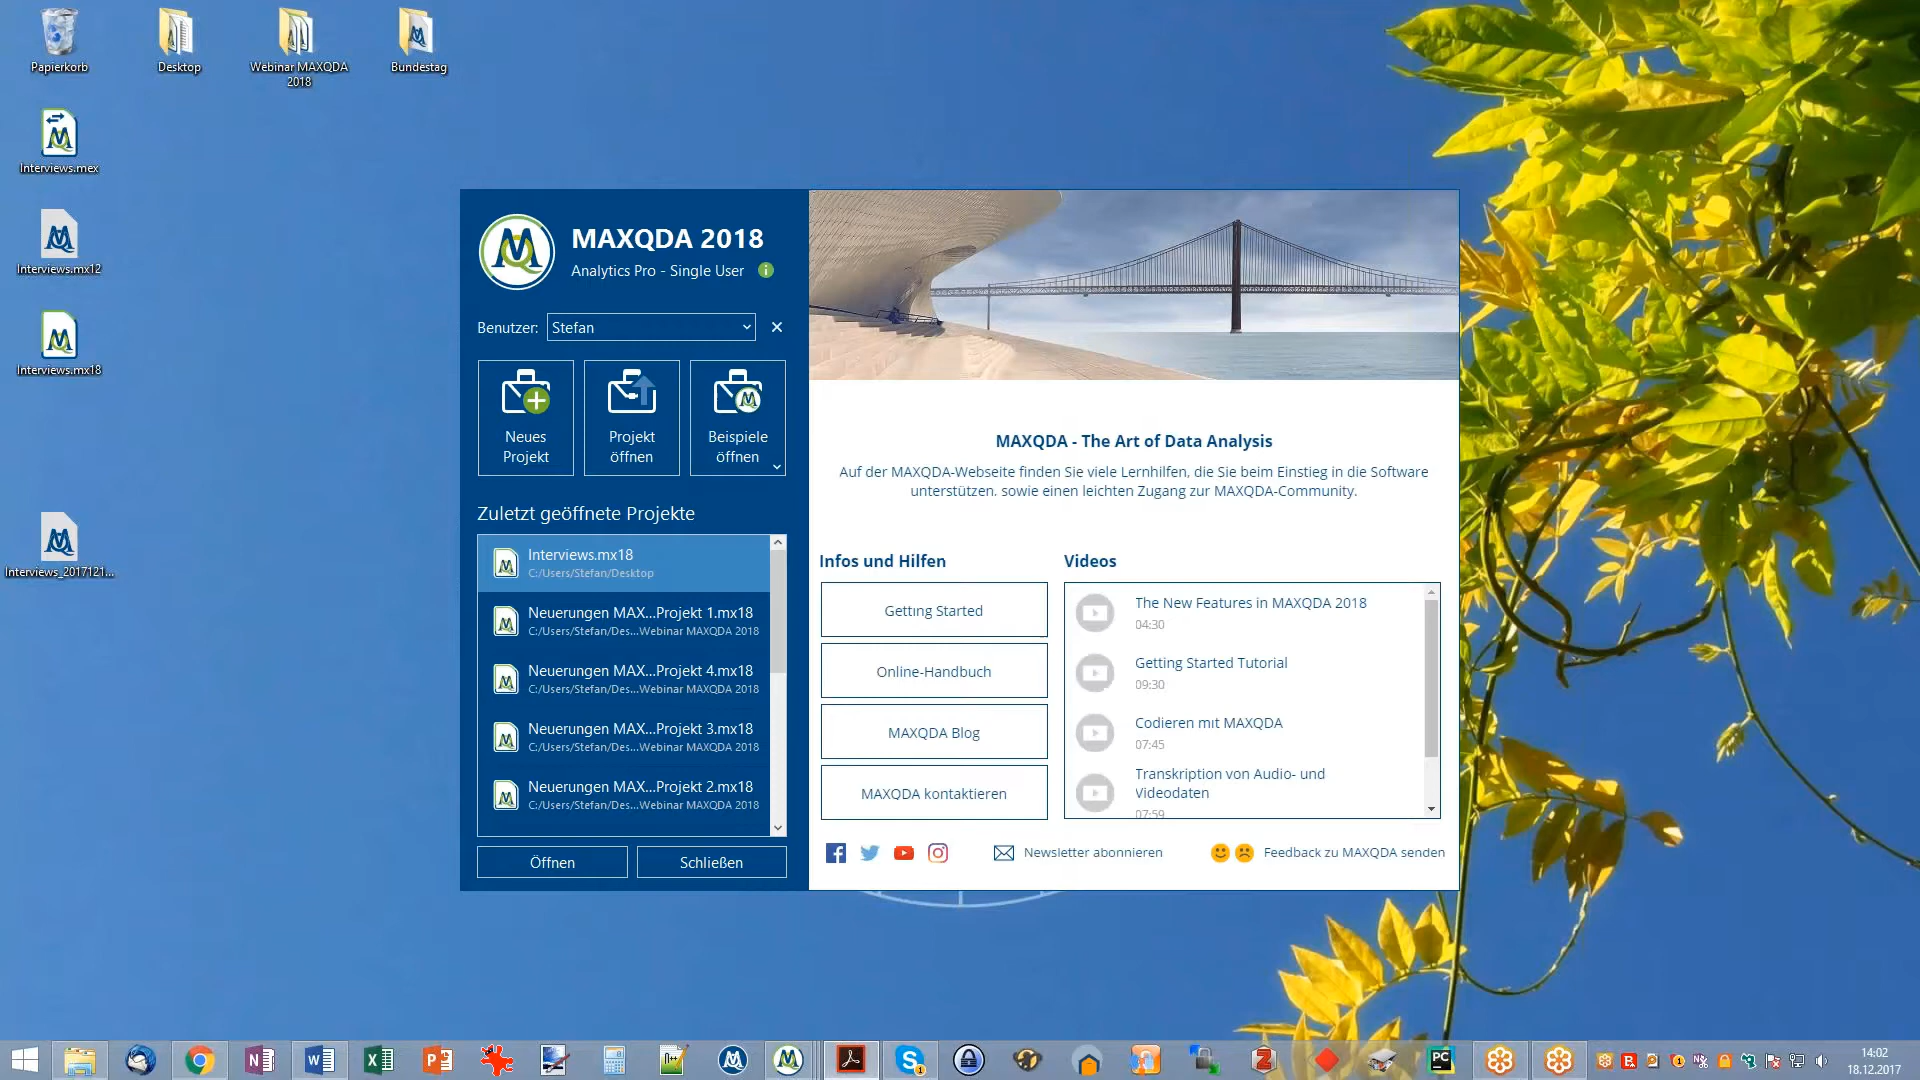 Papierkorb
Desktop
Webinar MAXQDA
2018
Bundestag
Interviews.mex
Interviews.mx12
Interviews.mx18
Interviews_2017121...
MAXQDA 2018
Analytics Pro - Single User
Benutzer:
Stefan
Neues
Projekt
Projekt
öffnen
Beispiele
öffnen
Zuletzt geöffnete Projekte
Interviews.mx18
C:/Users/Stefan/Desktop
Neuerungen MAX...Projekt 1.mx18
C:/Users/Stefan/Des...Webinar MAXQDA 2018
Neuerungen MAX...Projekt 4.mx18
C:/Users/Stefan/Des...Webinar MAXQDA 2018
Neuerungen MAX...Projekt 3.mx18
C:/Users/Stefan/Des...Webinar MAXQDA 2018
Neuerungen MAX...Projekt 2.mx18
C:/Users/Stefan/Des...Webinar MAXQDA 2018
Öffnen
Schließen
MAXQDA - The Art of Data Analysis
Auf der MAXQDA-Webseite finden Sie viele Lernhilfen, die Sie beim Einstieg in die Software
unterstützen. sowie einen leichten Zugang zur MAXQDA-Community.
Infos und Hilfen
Getting Started
Online-Handbuch
MAXQDA Blog
MAXQDA kontaktieren
Videos
The New Features in MAXQDA 2018
04:30
Getting Started Tutorial
09:30
Codieren mit MAXQDA
07:45
Transkription von Audio- und
Videodaten
07:59
Newsletter abonnieren
Feedback zu MAXQDA senden
14:02
18.12.2017